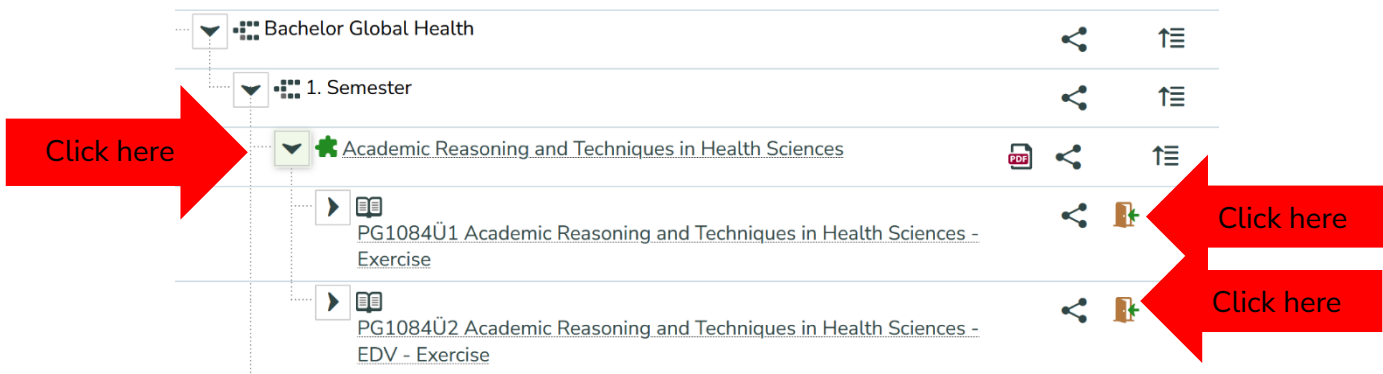 Bachelor Global Health
1. Semester
Click here
Academic Reasoning and Techniques in Health Sciences
PDF
PG1084Ü1 Academic Reasoning and Techniques in Health Sciences -
Exercise
Click here
PG1084Ü2 Academic Reasoning and Techniques in Health Sciences -
EDV - Exercise
Click here